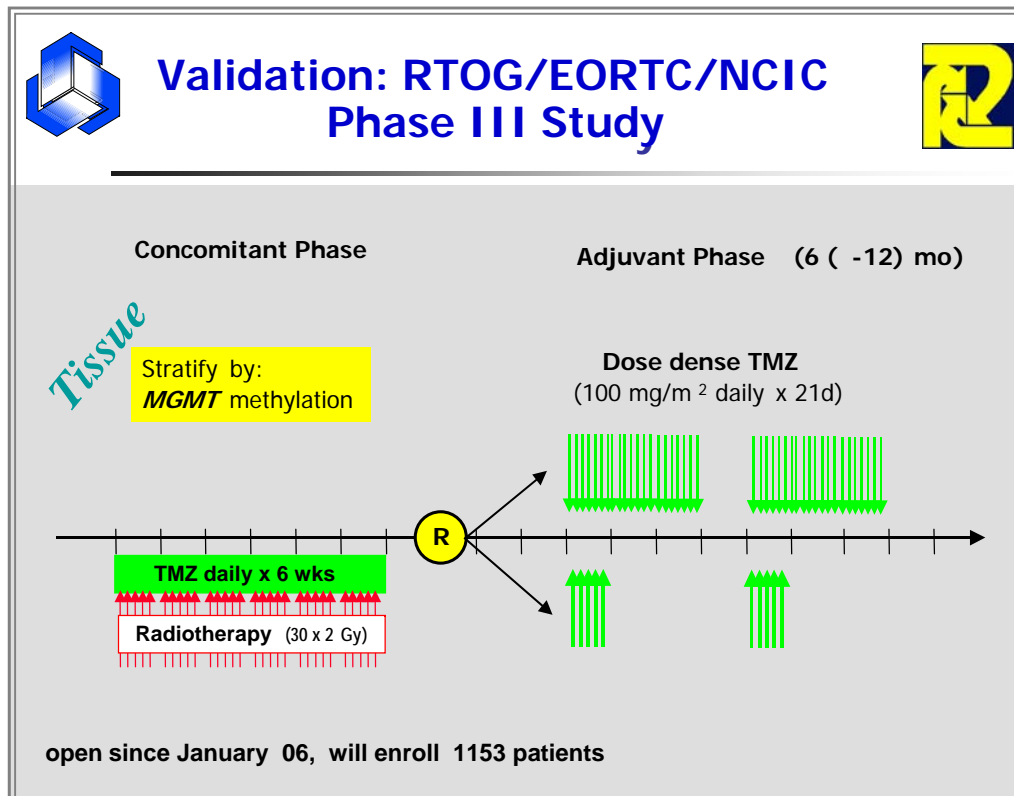 Validation: RTOG/EORTC/NCIC
Phase III Study
Concomitant Phase
Adjuvant Phase (6 ( -12) mo)
Tissue
Stratify by:
MGMT methylation
Dose dense TMZ
(100 mg/m 2 daily x 21d)
R
TMZ daily x 6 wks
Radiotherapy (30 x 2 Gy)
open since January 06, will enroll 1153 patients